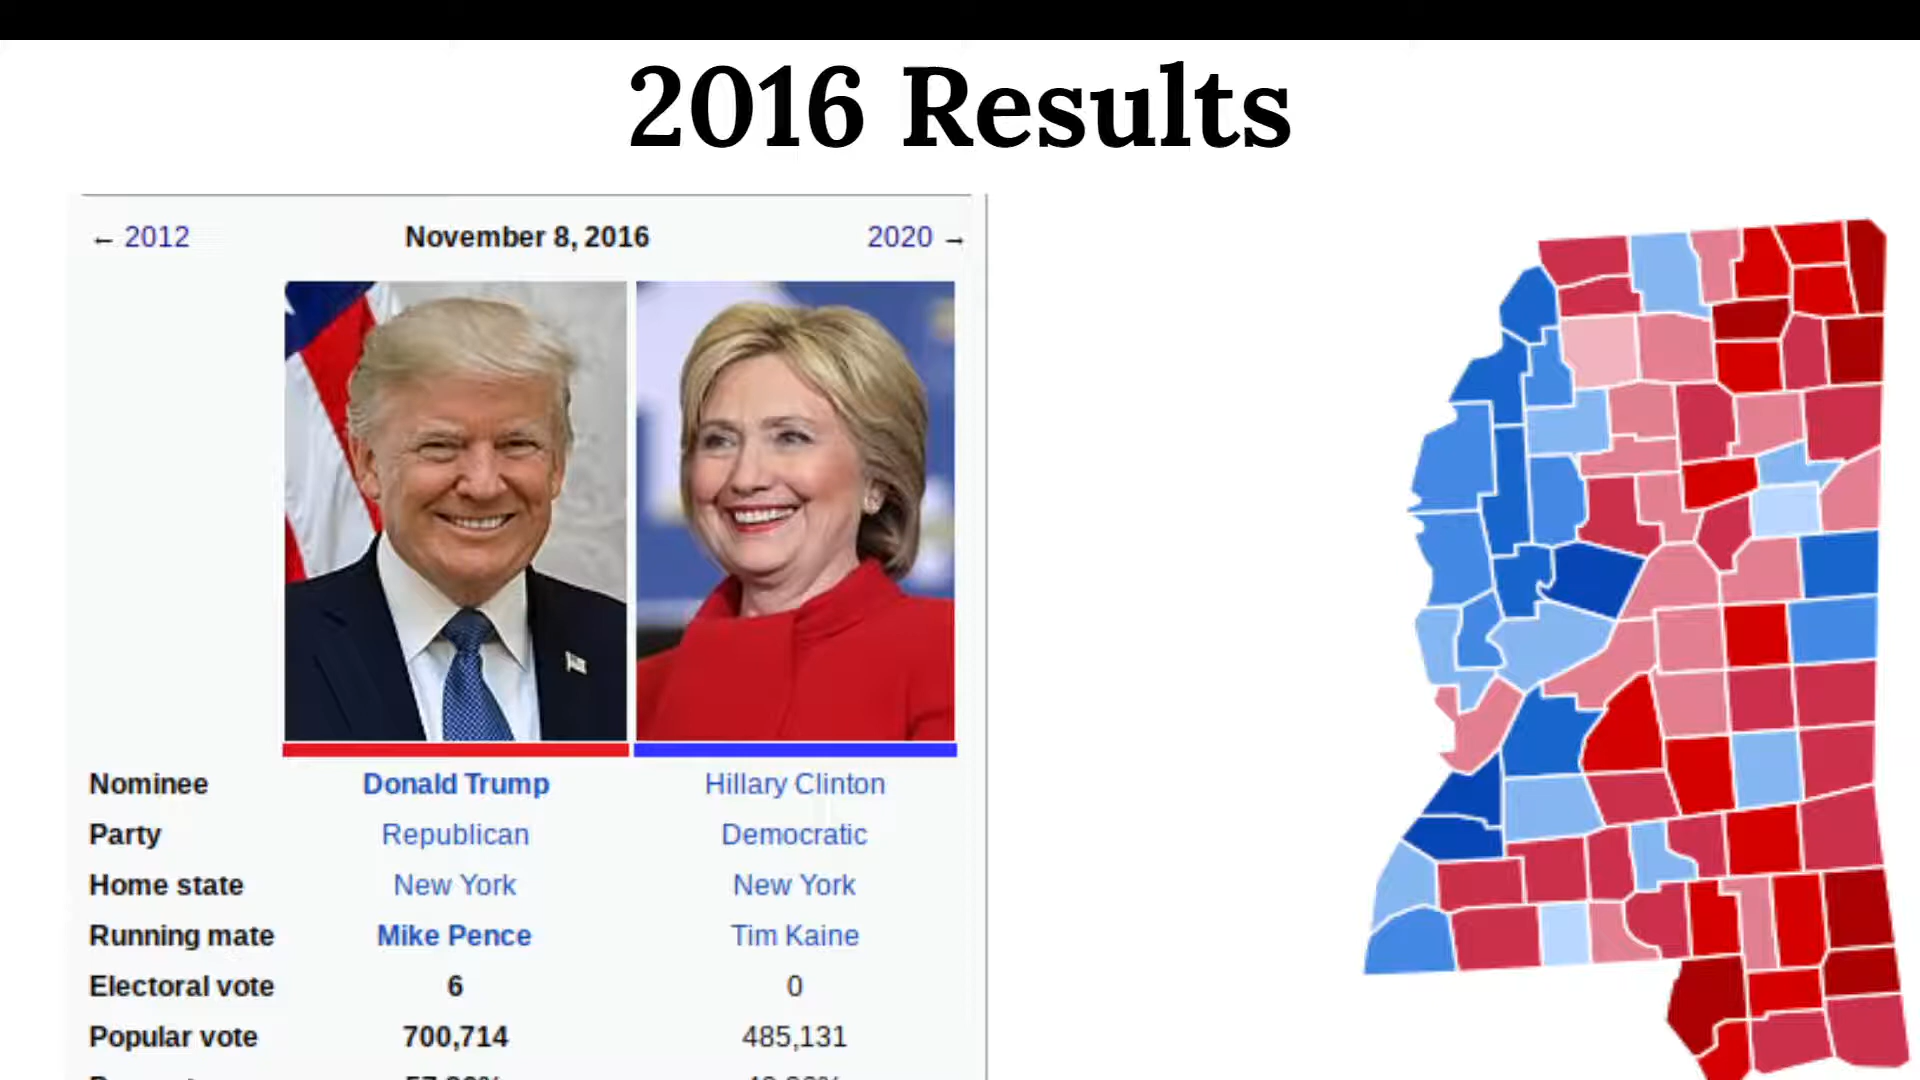 2016 Results
← 2012 November 8, 2016 2020 →
Nominee Donald Trump Hillary Clinton
Party Republican Democratic
Home state New York New York
Running mate Mike Pence Tim Kaine
Electoral vote 6 0
Popular vote 700,714 485,131